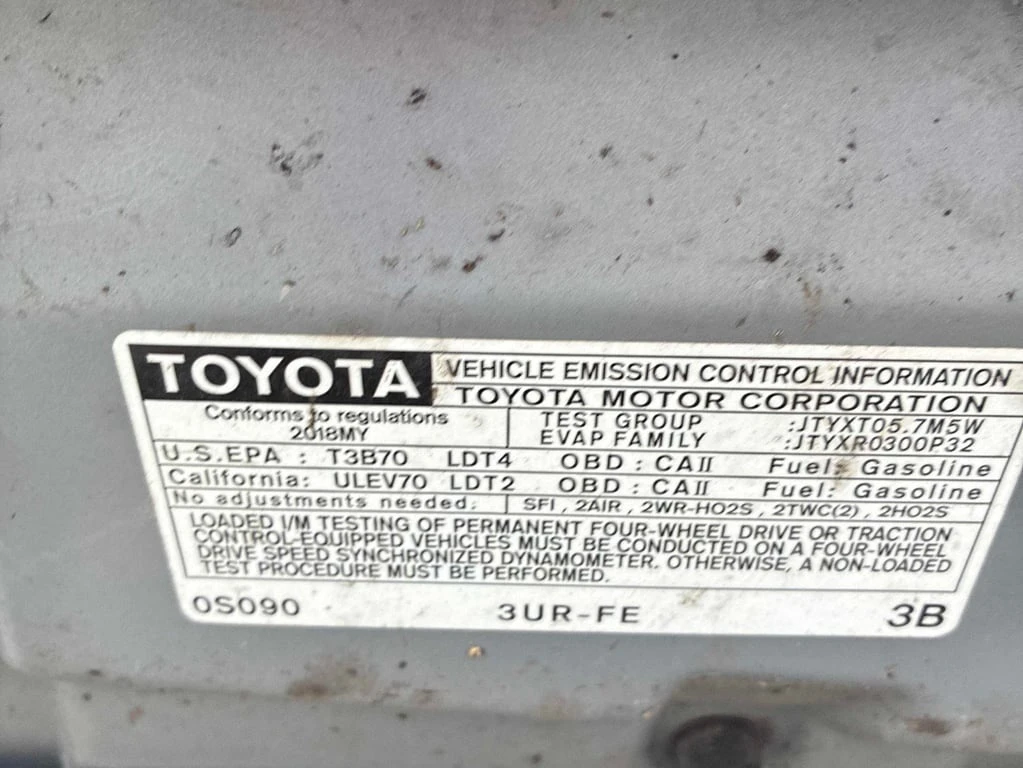 TOYOTA VEHICLE EMISSION CONTROL INFORMATION
TOYOTA MOTOR CORPORATION
Conforms to regulations
2018MY
TEST GROUP :JTYXT05.7M5W
EVAP FAMILY :JTYXR0300P32
U.S.EPA : T3B70 LDT4 OBD : CAII Fuel: Gasoline
California: ULEV70 LDT2 OBD : CAII Fuel: Gasoline
No adjustments needed. SFI , 2AIR , 2WR-HO2S , 2TWC(2) , 2HO2S
LOADED I/M TESTING OF PERMANENT FOUR-WHEEL DRIVE OR TRACTION
CONTROL-EQUIPPED VEHICLES MUST BE CONDUCTED ON A FOUR-WHEEL
DRIVE SPEED SYNCHRONIZED DYNAMOMETER. OTHERWISE, A NON-LOADED
TEST PROCEDURE MUST BE PERFORMED.
0S090 3UR-FE 3B